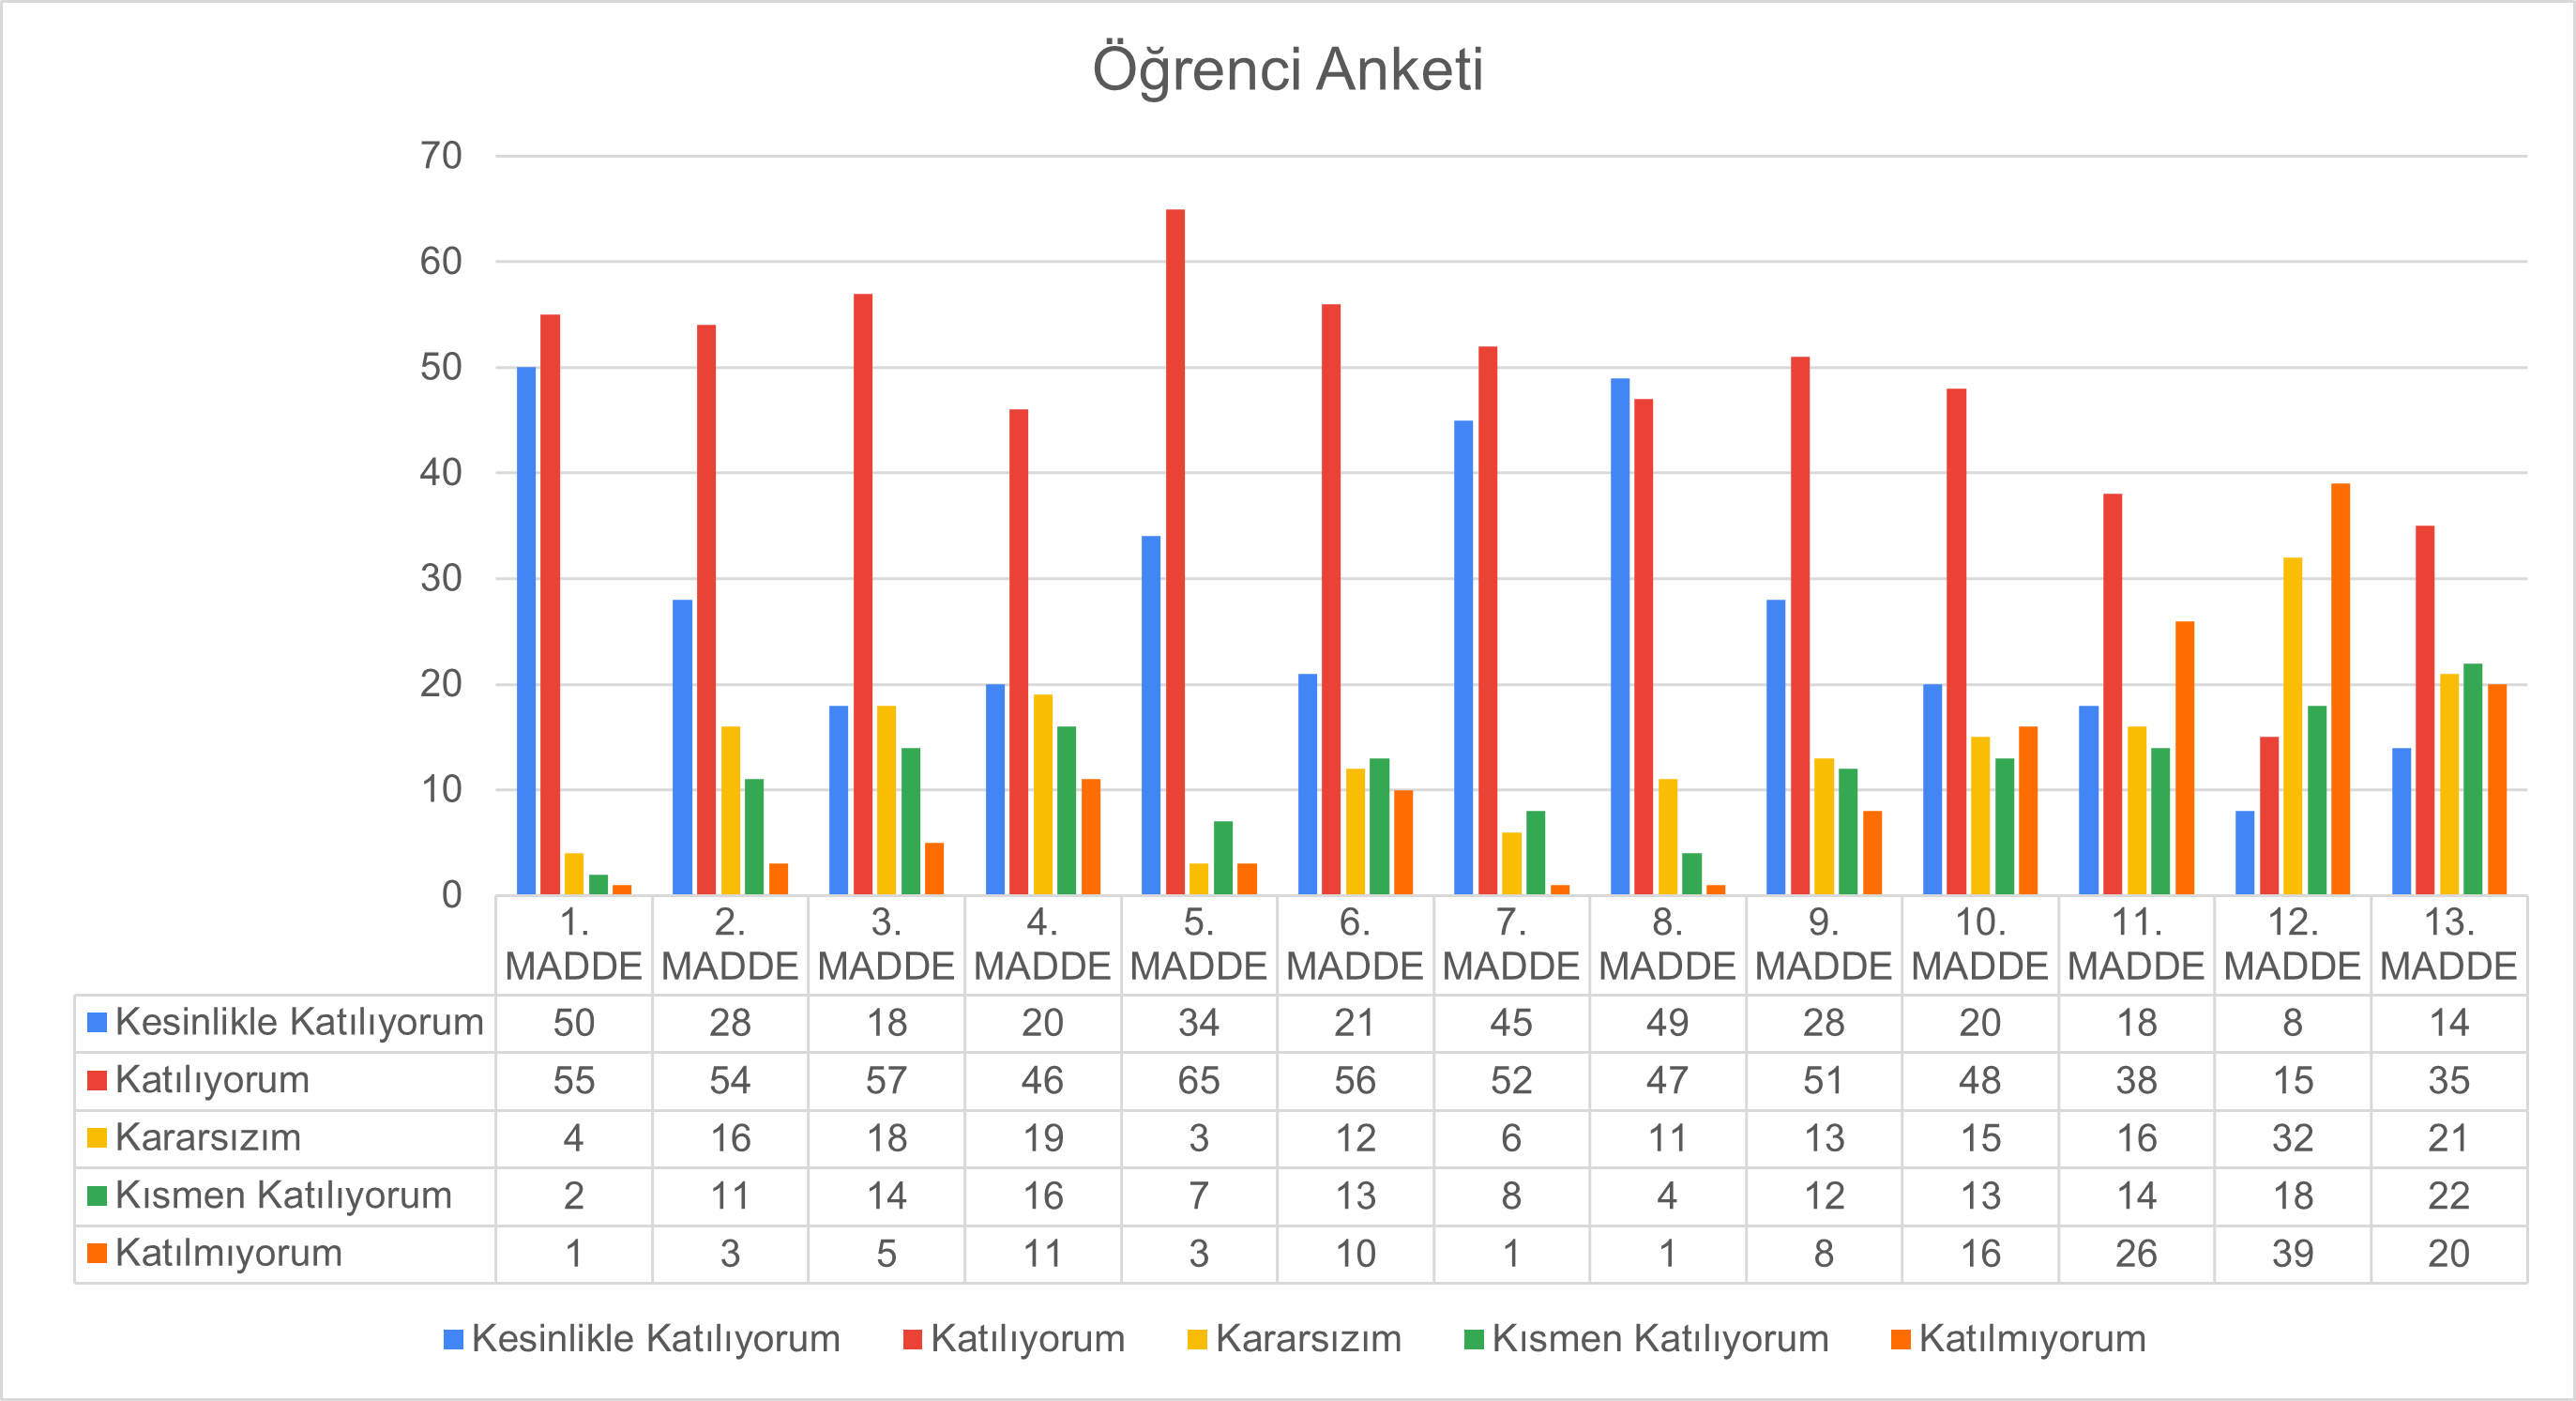 Öğrenci Anketi
70
60
50
40
30
20
10
0
1. 2. 3. 4. 5. 6. 7. 8. 9. 10. 11. 12. 13.
MADDE MADDE MADDE MADDE MADDE MADDE MADDE MADDE MADDE MADDE MADDE MADDE MADDE
Kesinlikle Katılıyorum 50 28 18 20 34 21 45 49 28 20 18 8 14
Katılıyorum 55 54 57 46 65 56 52 47 51 48 38 15 35
Kararsızım 4 16 18 19 3 12 6 11 13 15 16 32 21
Kısmen Katılıyorum 2 11 14 16 7 13 8 4 12 13 14 18 22
Katılmıyorum 1 3 5 11 3 10 1 1 8 16 26 39 20
Kesinlikle Katılıyorum Katılıyorum Kararsızım Kısmen Katılıyorum Katılmıyorum